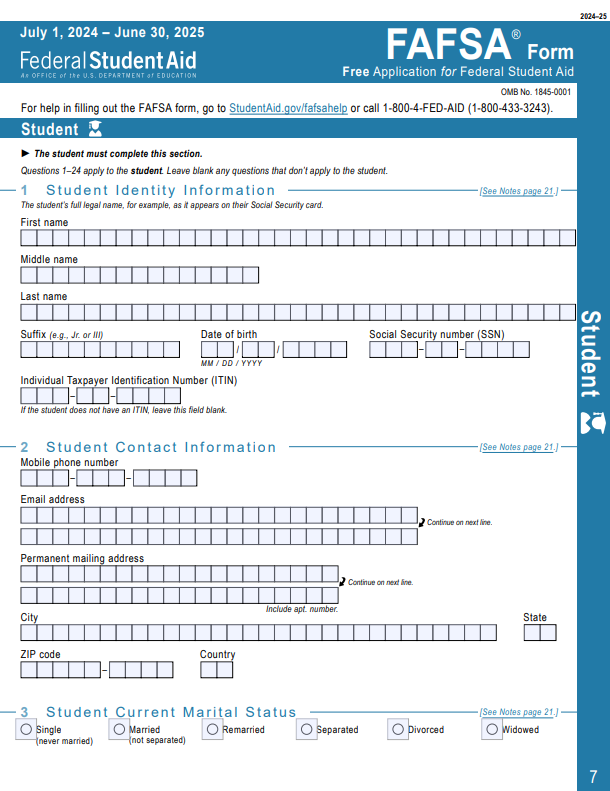 2024–25
July 1, 2024 – June 30, 2025
FAFSA® Form
Federal Student Aid
An OFFICE of the U.S. DEPARTMENT of EDUCATION
Free Application for Federal Student Aid
OMB No. 1845-0001
For help in filling out the FAFSA form, go to StudentAid.gov/fafsahelp or call 1-800-4-FED-AID (1-800-433-3243).
Student
► The student must complete this section.
Questions 1–24 apply to the student. Leave blank any questions that don't apply to the student.
1 Student Identity Information [See Notes page 21.]
The student's full legal name, for example, as it appears on their Social Security card.
First name
Middle name
Last name
Suffix (e.g., Jr. or III) Date of birth Social Security number (SSN)
/ / – –
MM / DD / YYYY
Individual Taxpayer Identification Number (ITIN)
– –
If the student does not have an ITIN, leave this field blank.
2 Student Contact Information [See Notes page 21.]
Mobile phone number
– –
Email address
Continue on next line.
Permanent mailing address
Continue on next line.
Include apt. number.
City State
ZIP code Country
–
3 Student Current Marital Status [See Notes page 21.]
Single Married Remarried Separated Divorced Widowed
(never married) (not separated)
Student
7